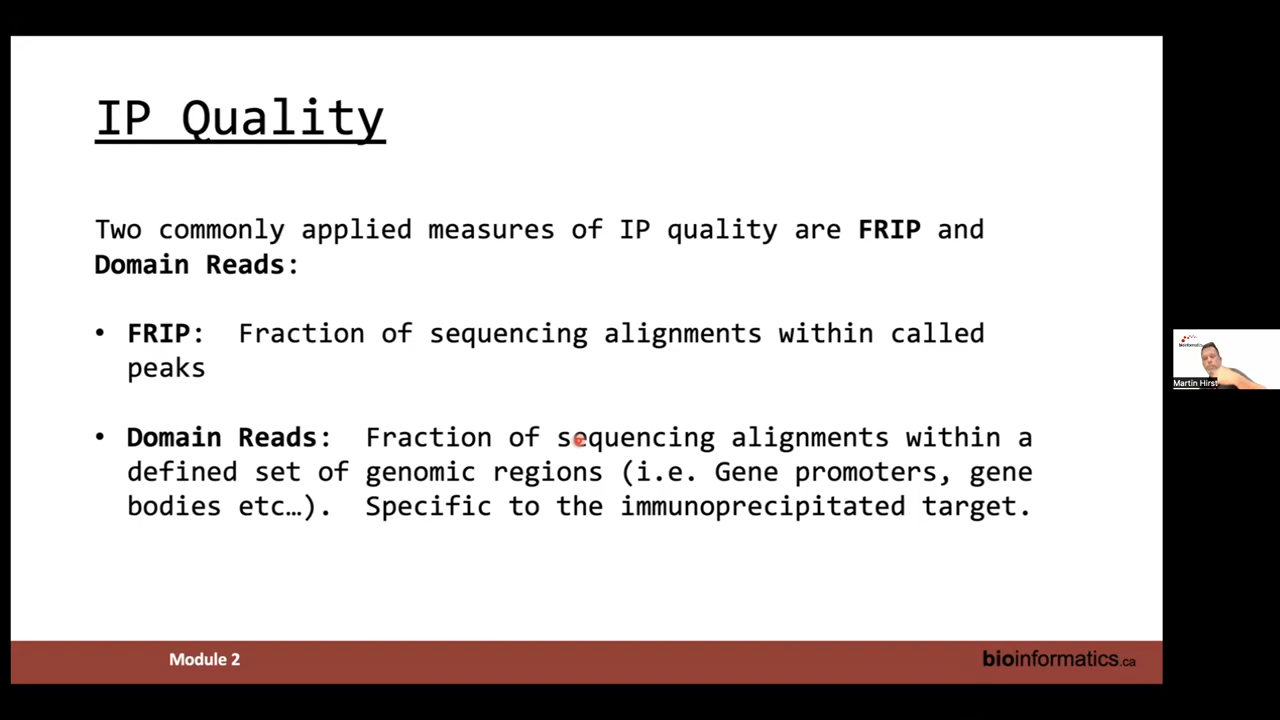 IP Quality
Two commonly applied measures of IP quality are FRIP and
Domain Reads:
• FRIP: Fraction of sequencing alignments within called
peaks
• Domain Reads: Fraction of sequencing alignments within a
defined set of genomic regions (i.e. Gene promoters, gene
bodies etc…). Specific to the immunoprecipitated target.
Module 2
bioinformatics.ca
Martin Hirst